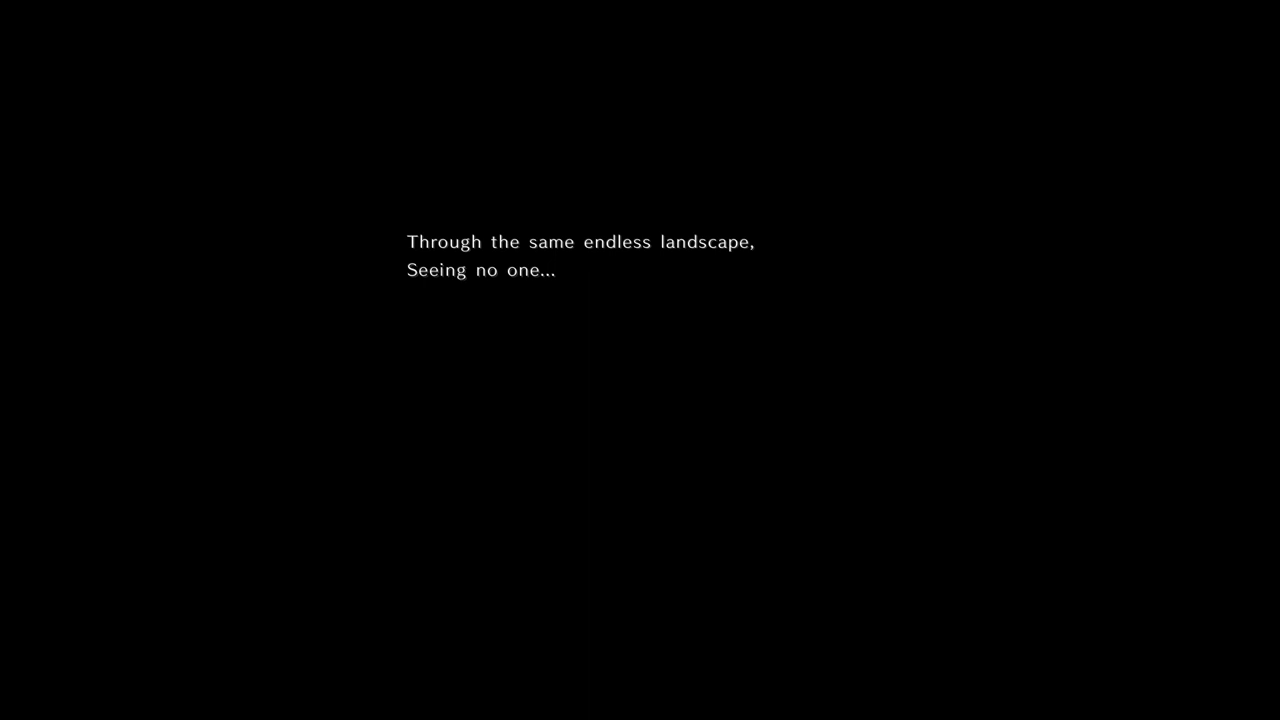 Through the same endless landscape,
Seeing no one...